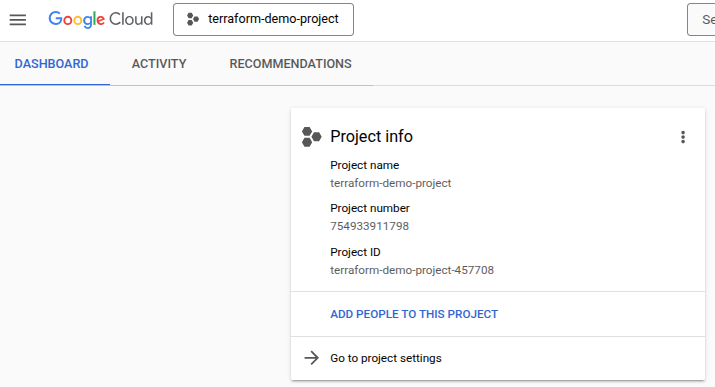 Google Cloud terraform-demo-project Se
DASHBOARD ACTIVITY RECOMMENDATIONS
Project info
Project name
terraform-demo-project
Project number
754933911798
Project ID
terraform-demo-project-457708
ADD PEOPLE TO THIS PROJECT
Go to project settings